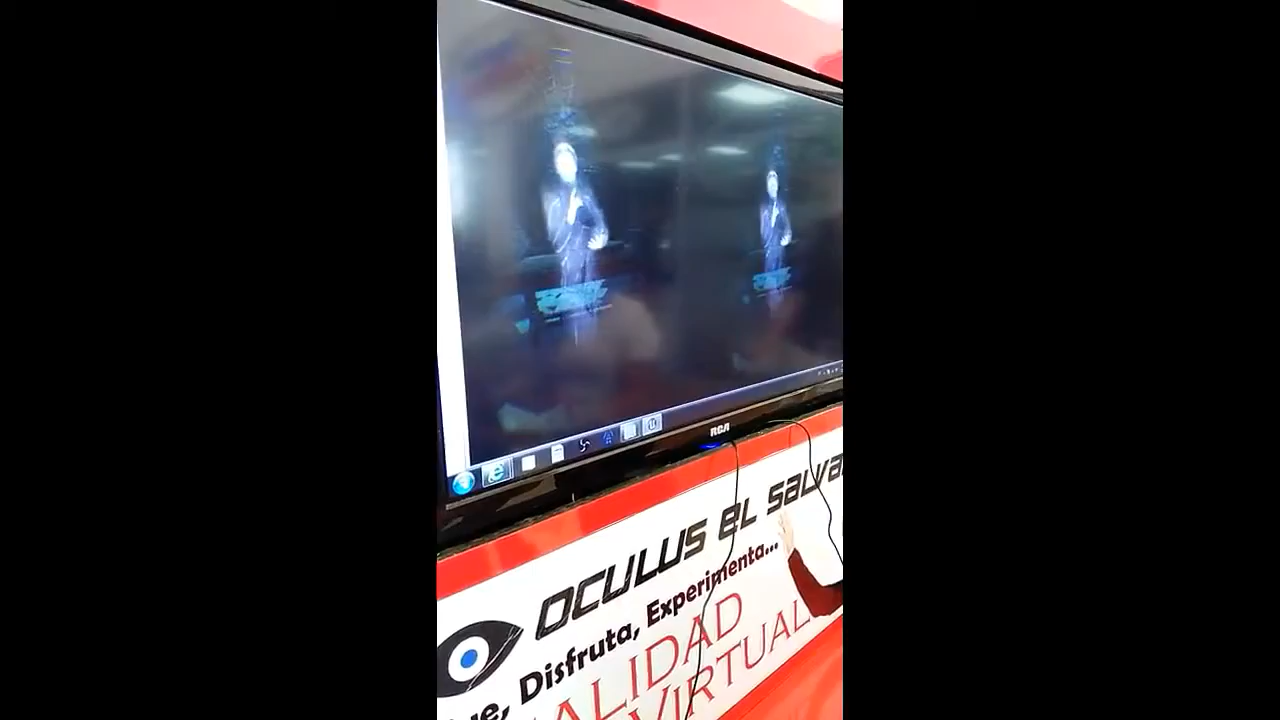 RCA
OCULUS EL SALVA
Disfruta, Experimenta...
ALIDAD
VIRTUAL